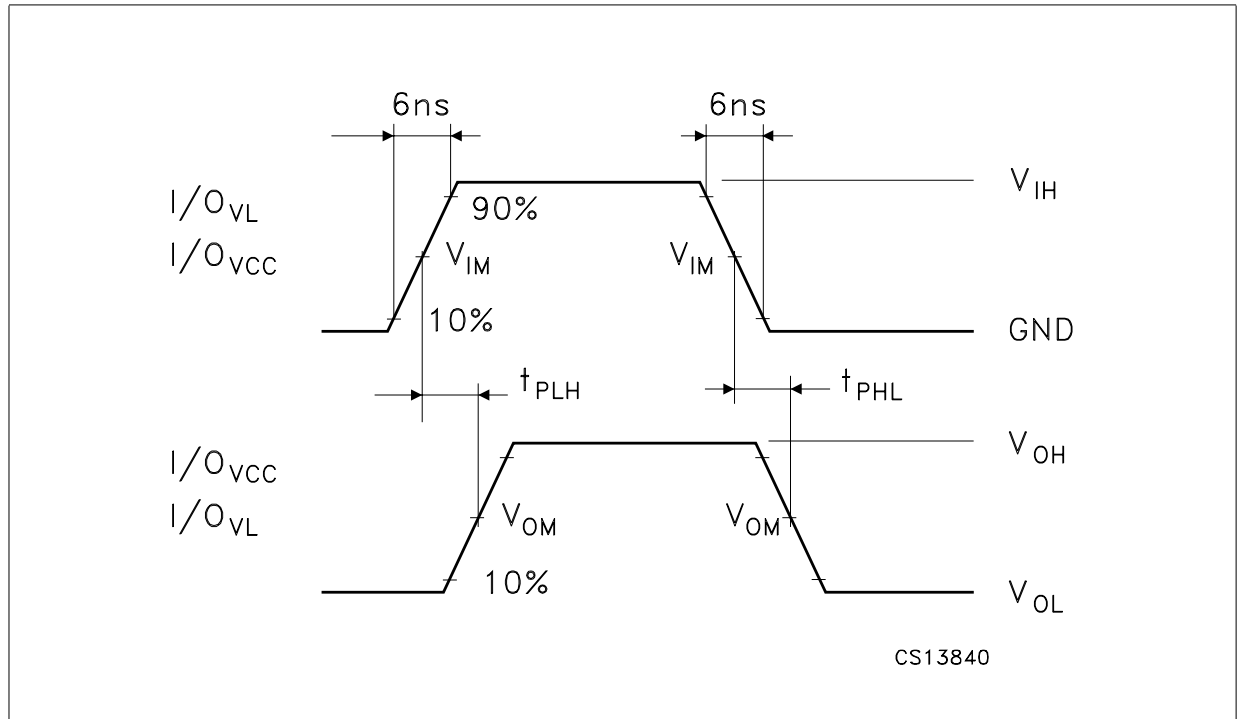 6ns 6ns
I/O_VL V_IH
90%
I/O_VCC V_IM V_IM
10% GND
t_PLH t_PHL
I/O_VCC V_OH
I/O_VL V_OM V_OM
10% V_OL
CS13840